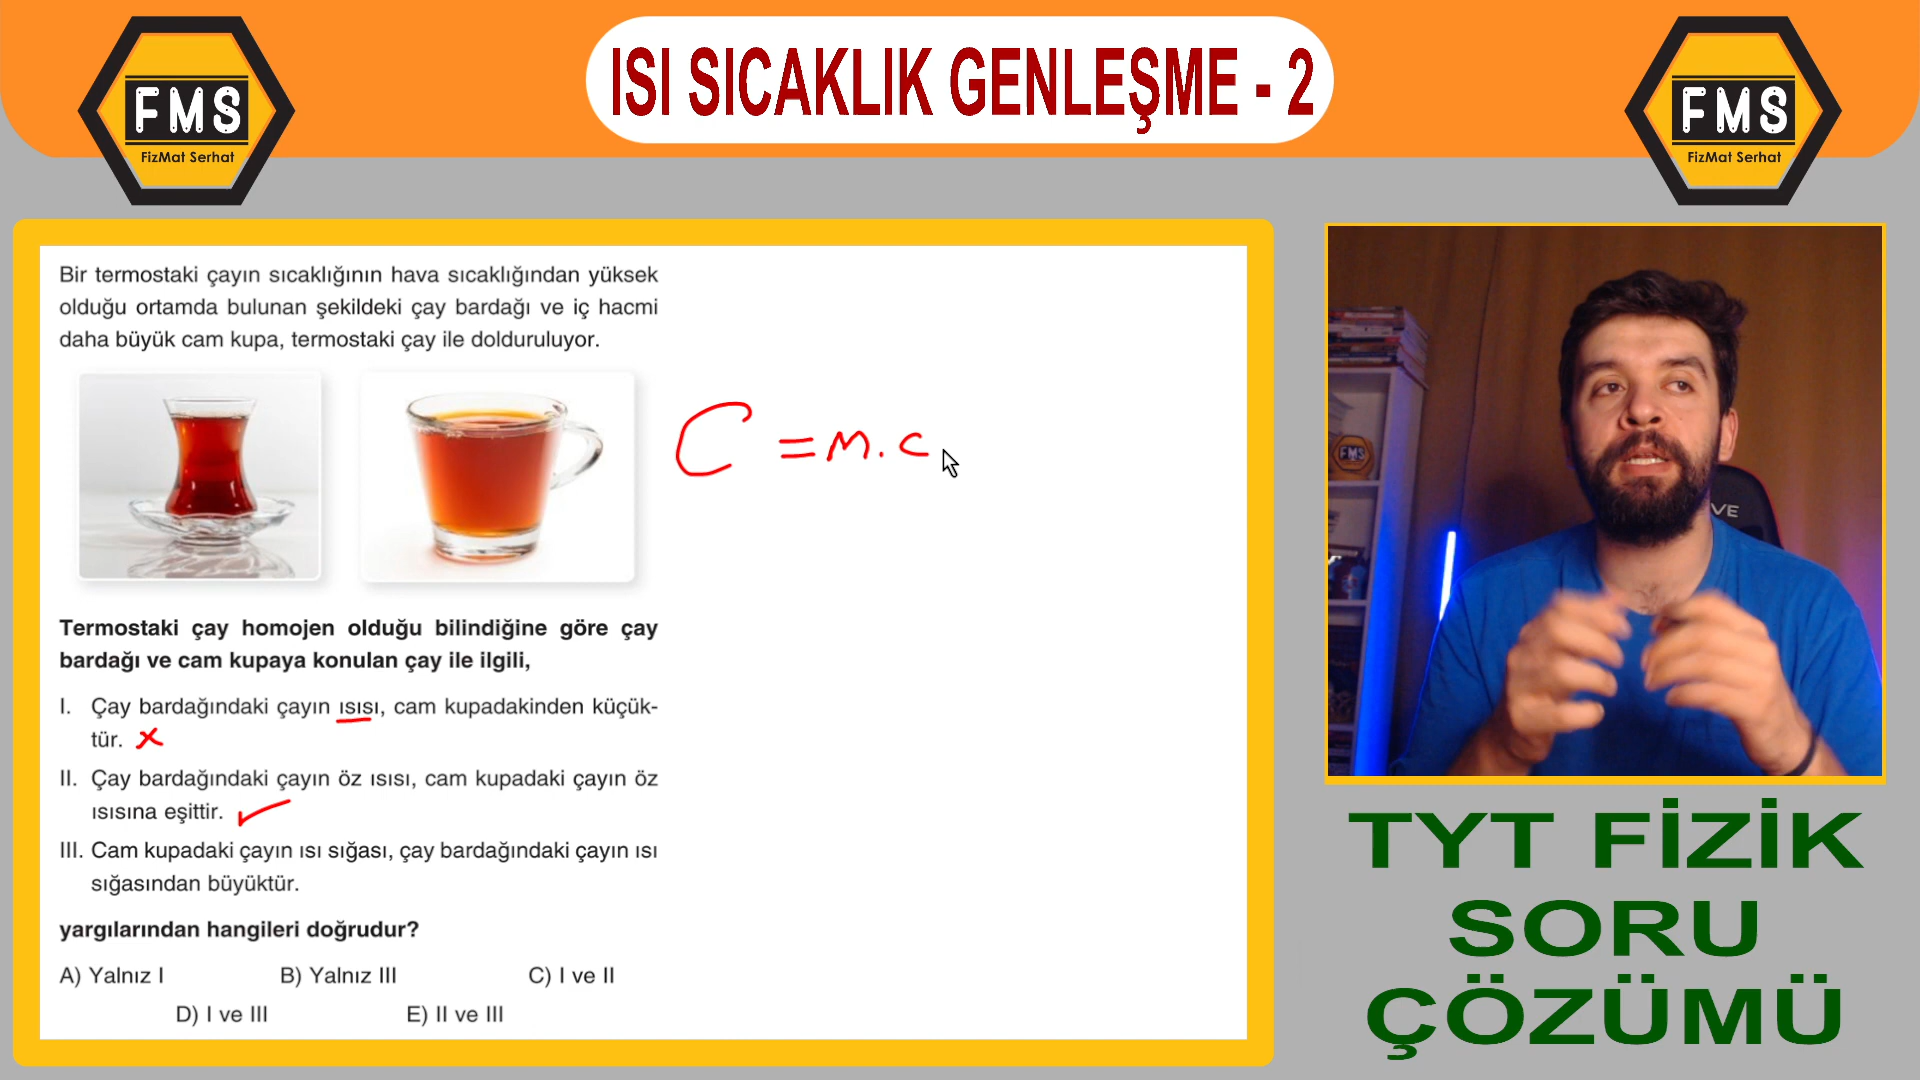 ISI SICAKLIK GENLEŞME - 2
FMS
FizMat Serhat
FMS
FizMat Serhat
Bir termostaki çayın sıcaklığının hava sıcaklığından yüksek
olduğu ortamda bulunan şekildeki çay bardağı ve iç hacmi
daha büyük cam kupa, termostaki çay ile dolduruluyor.
C = m.c
Termostaki çay homojen olduğu bilindiğine göre çay
bardağı ve cam kupaya konulan çay ile ilgili,
I. Çay bardağındaki çayın ısısı, cam kupadakinden küçük-
tür. x
II. Çay bardağındaki çayın öz ısısı, cam kupadaki çayın öz
ısısına eşittir. ✓
III. Cam kupadaki çayın ısı sığası, çay bardağındaki çayın ısı
sığasından büyüktür.
yargılarından hangileri doğrudur?
A) Yalnız I B) Yalnız III C) I ve II
D) I ve III E) II ve III
VE
TYT FİZİK
SORU
ÇÖZÜMÜ